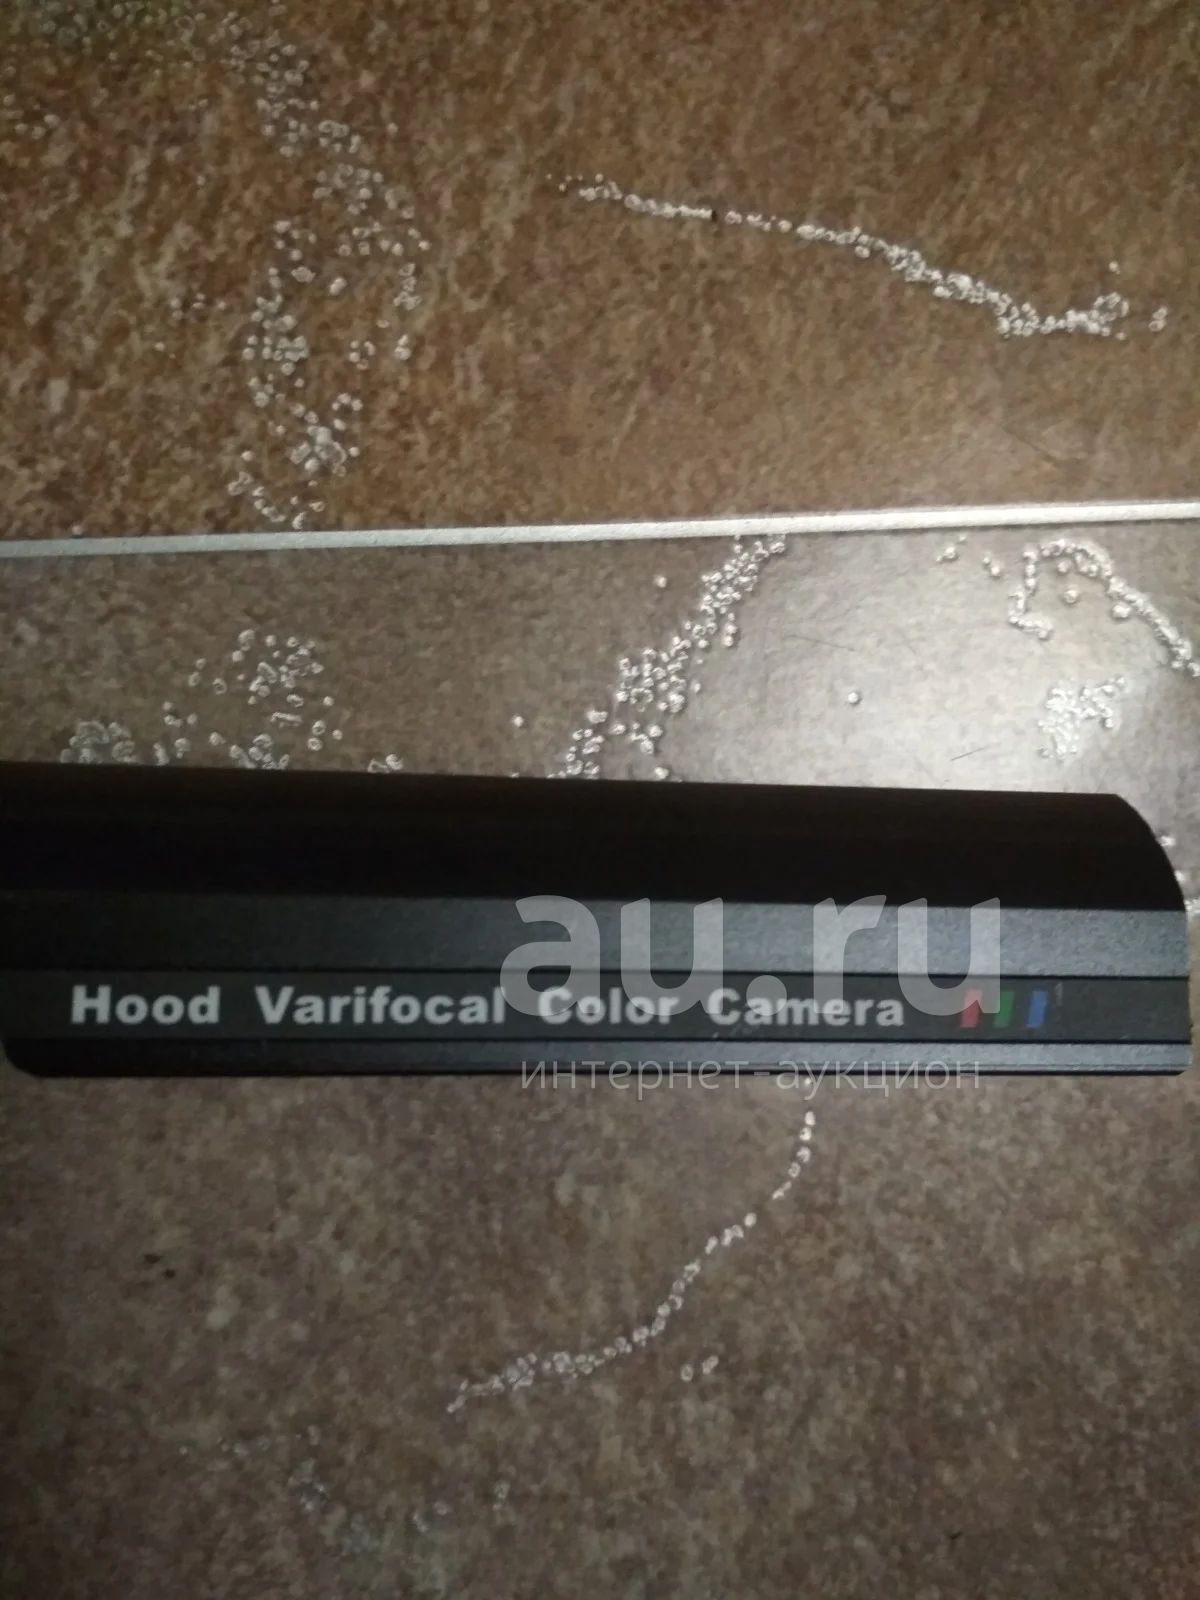 au.ru
Hood Varifocal Color Camera
интернет-аукцион